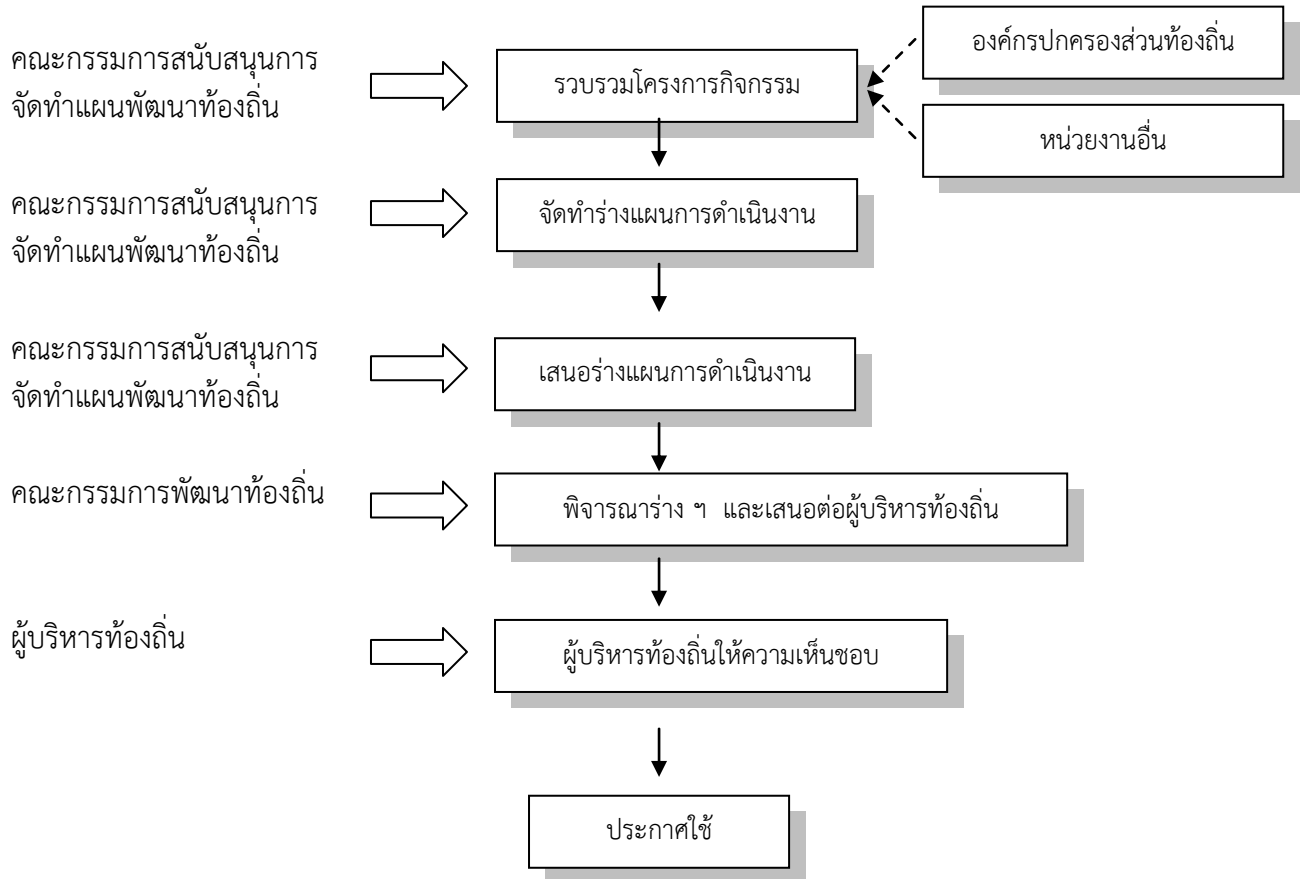 คณะกรรมการสนับสนุนการ
จัดทำแผนพัฒนาท้องถิ่น
รวบรวมโครงการกิจกรรม
องค์กรปกครองส่วนท้องถิ่น
หน่วยงานอื่น
คณะกรรมการสนับสนุนการ
จัดทำแผนพัฒนาท้องถิ่น
จัดทำร่างแผนการดำเนินงาน
คณะกรรมการสนับสนุนการ
จัดทำแผนพัฒนาท้องถิ่น
เสนอร่างแผนการดำเนินงาน
คณะกรรมการพัฒนาท้องถิ่น
พิจารณาร่าง ฯ และเสนอต่อผู้บริหารท้องถิ่น
ผู้บริหารท้องถิ่น
ผู้บริหารท้องถิ่นให้ความเห็นชอบ
ประกาศใช้